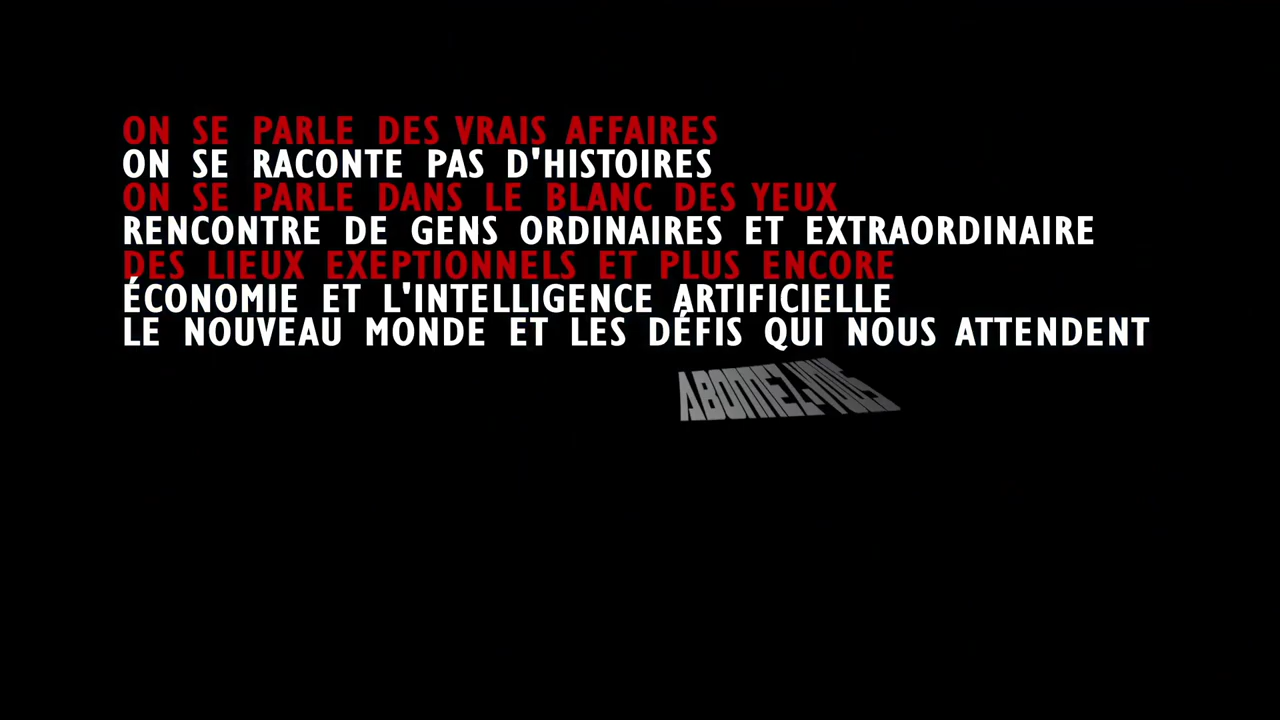 ON SE PARLE DES VRAIS AFFAIRES
ON SE RACONTE PAS D'HISTOIRES
ON SE PARLE DANS LE BLANC DES YEUX
RENCONTRE DE GENS ORDINAIRES ET EXTRAORDINAIRE
DES LIEUX EXEPTIONNELS ET PLUS ENCORE
ÉCONOMIE ET L'INTELLIGENCE ARTIFICIELLE
LE NOUVEAU MONDE ET LES DÉFIS QUI NOUS ATTENDENT
ABONNEZ-VOUS